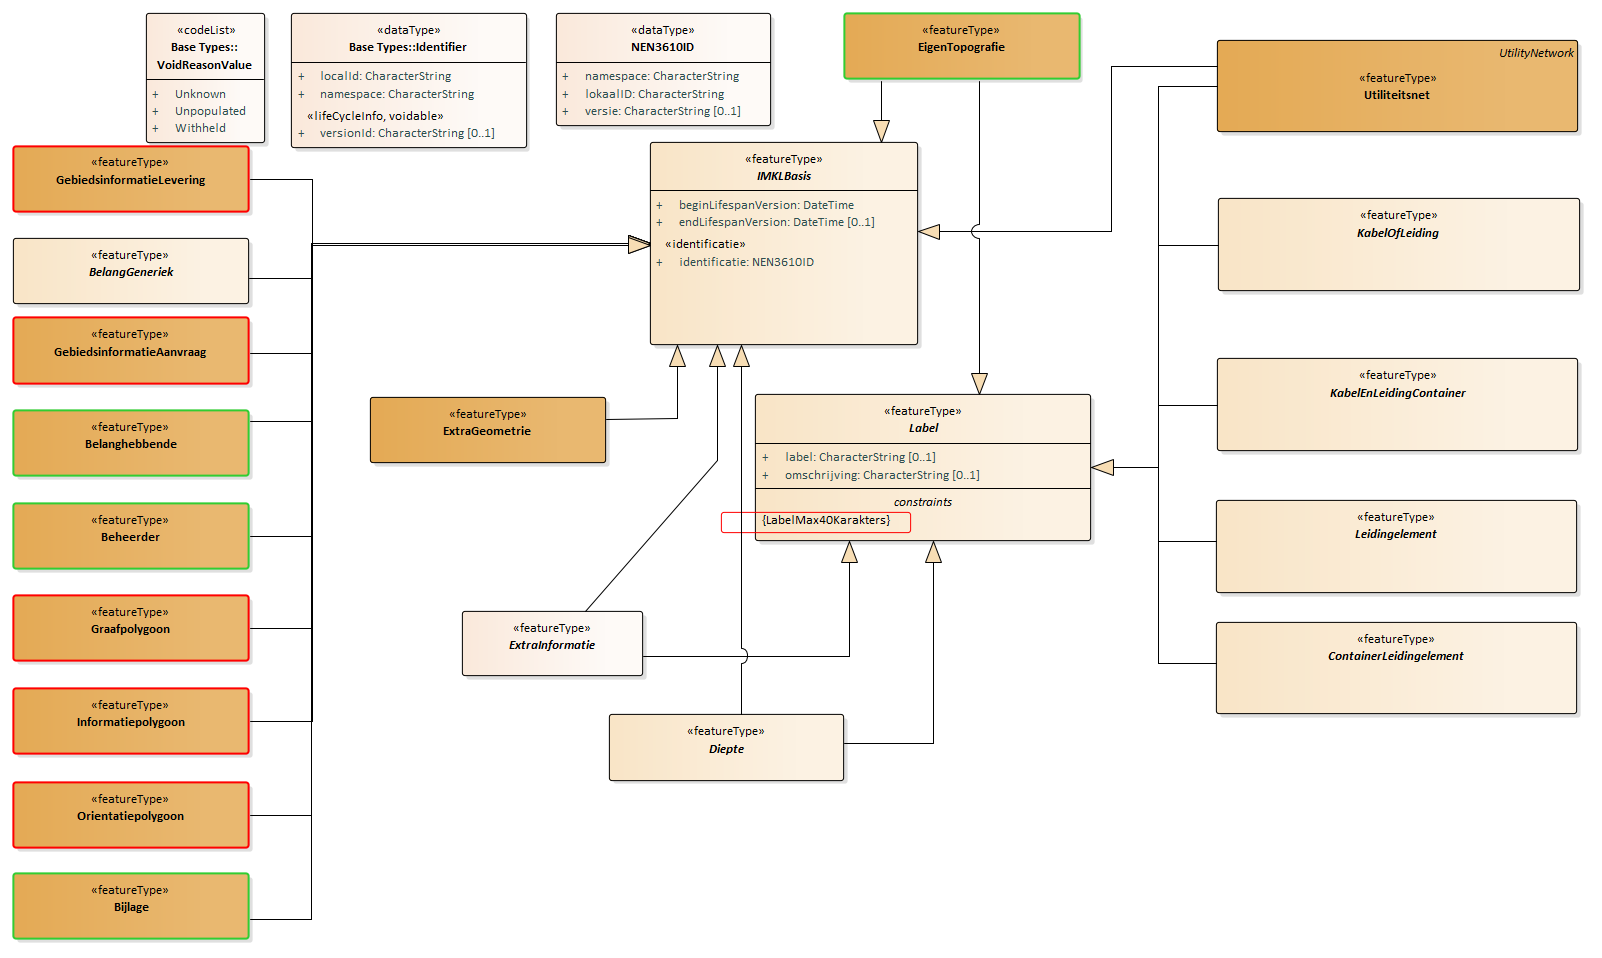 «codeList»
Base Types::
VoidReasonValue
+ Unknown
+ Unpopulated
+ Withheld
«dataType»
Base Types::Identifier
+ localId: CharacterString
+ namespace: CharacterString
«lifeCycleInfo, voidable»
+ versionId: CharacterString [0..1]
«dataType»
NEN3610ID
+ namespace: CharacterString
+ lokaalID: CharacterString
+ versie: CharacterString [0..1]
«featureType»
EigenTopografie
UtilityNetwork
«featureType»
Utiliteitsnet
«featureType»
GebiedsinformatieLevering
«featureType»
IMKLBasis
+ beginLifespanVersion: DateTime
+ endLifespanVersion: DateTime [0..1]
«identificatie»
+ identificatie: NEN3610ID
«featureType»
KabelOfLeiding
«featureType»
BelangGeneriek
«featureType»
GebiedsinformatieAanvraag
«featureType»
KabelEnLeidingContainer
«featureType»
ExtraGeometrie
«featureType»
Label
+ label: CharacterString [0..1]
+ omschrijving: CharacterString [0..1]
constraints
{LabelMax40Karakters}
«featureType»
Belanghebbende
«featureType»
Beheerder
«featureType»
Leidingelement
«featureType»
Graafpolygoon
«featureType»
ExtraInformatie
«featureType»
ContainerLeidingelement
«featureType»
Informatiepolygoon
«featureType»
Diepte
«featureType»
Orientatiepolygoon
«featureType»
Bijlage